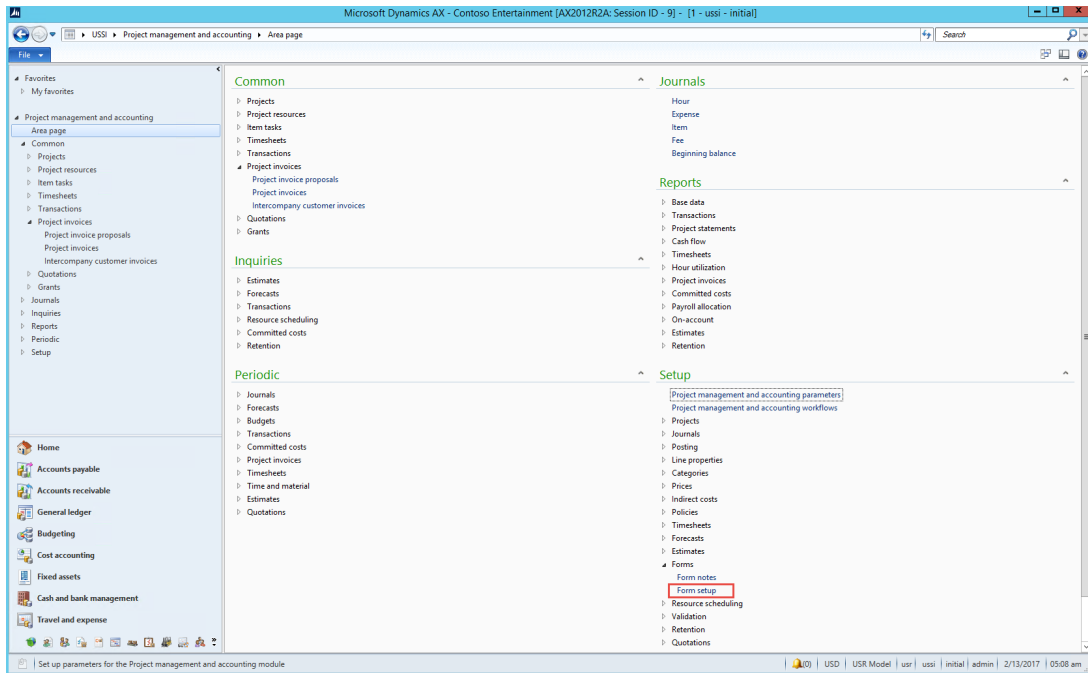 Microsoft Dynamics AX - Contoso Entertainment [AX2012R2A: Session ID - 9] - [1 - ussi - initial]
USSI Project management and accounting Area page
Search
File
Favorites
My favorites
Project management and accounting
Area page
Common
Projects
Project resources
Item tasks
Timesheets
Transactions
Project invoices
Project invoice proposals
Project invoices
Intercompany customer invoices
Quotations
Grants
Journals
Inquiries
Reports
Periodic
Setup
Home
Accounts payable
Accounts receivable
General ledger
Budgeting
Cost accounting
Fixed assets
Cash and bank management
Travel and expense
Common
Projects
Project resources
Item tasks
Timesheets
Transactions
Project invoices
Project invoice proposals
Project invoices
Intercompany customer invoices
Quotations
Grants
Inquiries
Estimates
Forecasts
Transactions
Resource scheduling
Committed costs
Retention
Periodic
Journals
Forecasts
Budgets
Transactions
Committed costs
Project invoices
Timesheets
Time and material
Estimates
Quotations
Journals
Hour
Expense
Item
Fee
Beginning balance
Reports
Base data
Transactions
Project statements
Cash flow
Timesheets
Hour utilization
Project invoices
Committed costs
Payroll allocation
On-account
Estimates
Retention
Setup
Project management and accounting parameters
Project management and accounting workflows
Projects
Journals
Posting
Line properties
Categories
Prices
Indirect costs
Policies
Timesheets
Forecasts
Estimates
Forms
Form notes
Form setup
Resource scheduling
Validation
Retention
Quotations
Set up parameters for the Project management and accounting module
(0) USD USR Model usr ussi initial admin 2/13/2017 05:08 am